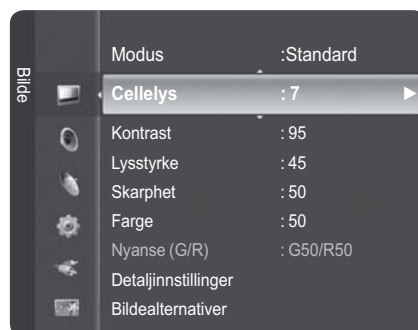 Bilde
Modus :Standard
Cellelys : 7
Kontrast : 95
Lysstyrke : 45
Skarphet : 50
Farge : 50
Nyanse (G/R) : G50/R50
Detaljinnstillinger
Bildealternativer